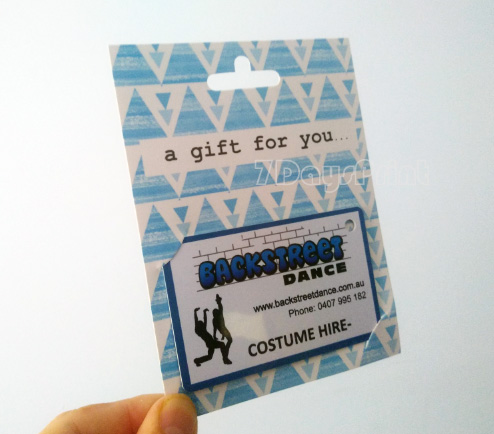 a gift for you...
7DaysPrint
BACKSTREET
DANCE
www.backstreetdance.com.au
Phone: 0407 995 182
COSTUME HIRE-